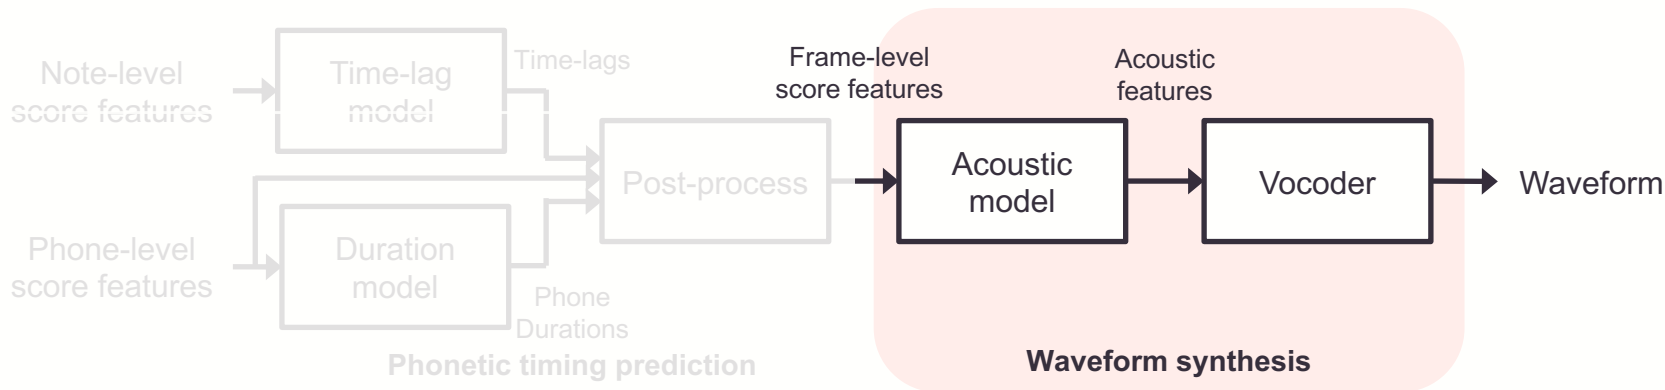 Note-level
score features
Time-lag
model
Time-lags
Phone-level
score features
Duration
model
Phone
Durations
Post-process
Phonetic timing prediction
Frame-level
score features
Acoustic
model
Acoustic
features
Vocoder
Waveform
Waveform synthesis